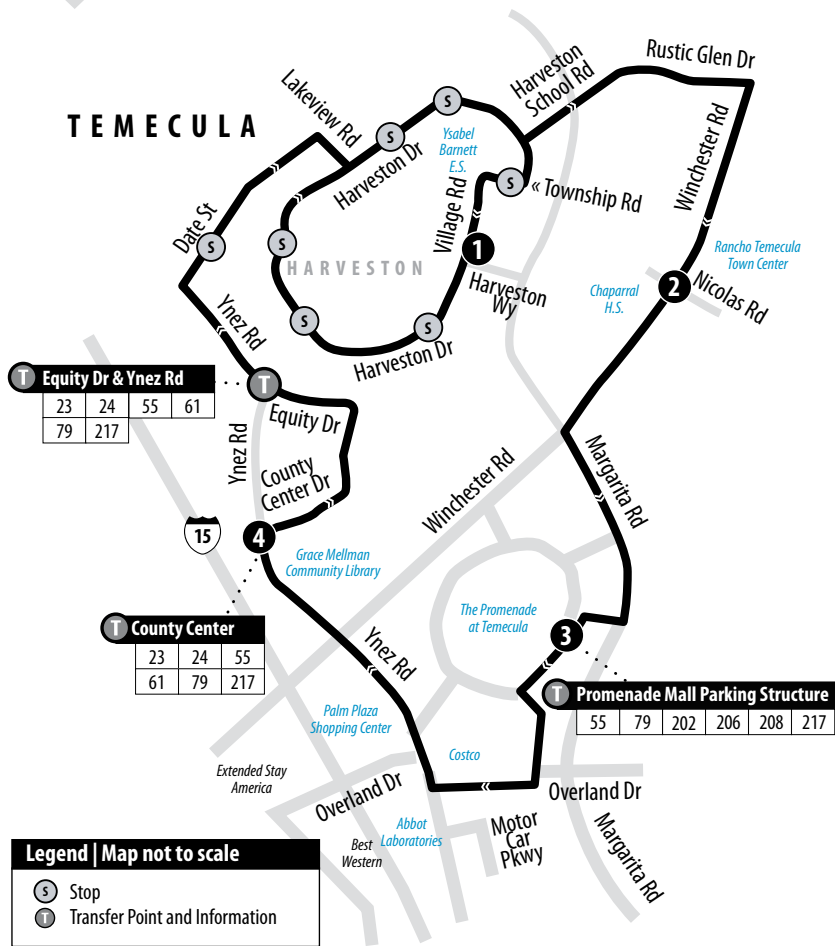 Rustic Glen Dr
Harveston
School Rd
Lakeview Rd
TEMECULA
Ysabel
Barnett
E.S.
Winchester Rd
Harveston Dr
S
S
S
« Township Rd
Village Rd
Date St
S
S
HARVESTON
1
Harveston
Wy
Rancho Temecula
Town Center
Chaparral
H.S.
2
Nicolas Rd
Ynez Rd
S
S
Harveston Dr
T Equity Dr & Ynez Rd
23 24 55 61
79 217
T
Equity Dr
Ynez Rd
County
Center Dr
Winchester Rd
Margarita Rd
15
4
Grace Mellman
Community Library
The Promenade
at Temecula
3
T County Center
23 24 55
61 79 217
Ynez Rd
T Promenade Mall Parking Structure
55 79 202 206 208 217
Palm Plaza
Shopping Center
Costco
Extended Stay
America
Overland Dr
Overland Dr
Abbot
Laboratories
Best
Western
Motor
Car
Pkwy
Margarita Rd
Legend | Map not to scale
S Stop
T Transfer Point and Information